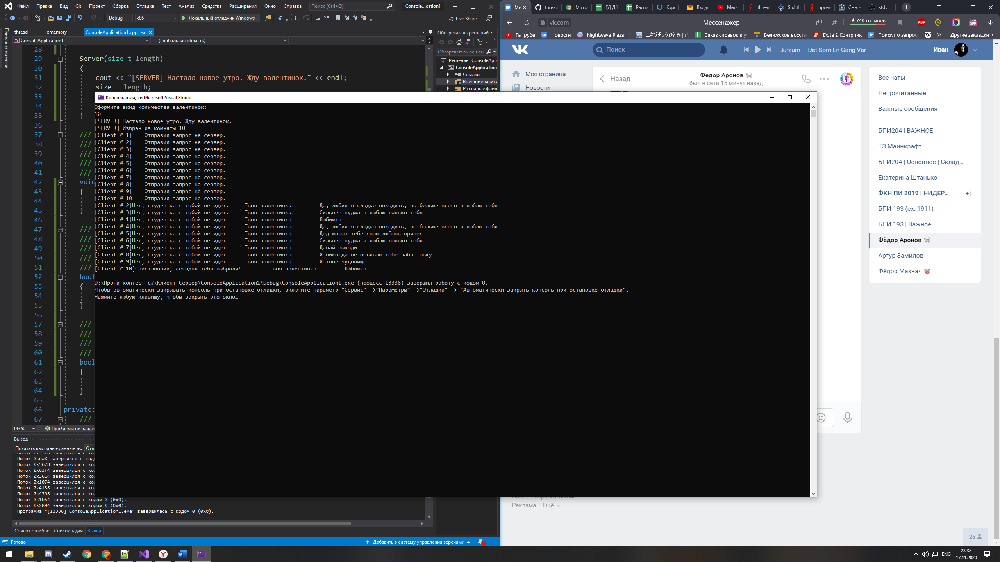 Файл Правка Вид Git Проект Сборка Отладка Тест Анализ Средства Расширения Окно Справка Поиск (Ctrl+Q) Console...cation1
Debug x86 Локальный отладчик Windows Live Share
Панель элементов
thread xmemory ConsoleApplication1.cpp
ConsoleApplication1 (Глобальная область)
28
29 Server(size_t length)
30 {
31 cout << "[SERVER] Настало новое утро. Жду валентинок." << endl;
32 size = length;
33
34
35 }
36
37 ///
38 ///
39 ///
40 ///
41 ///
42 void
43 {
44
45 }
46
47 ///
48 ///
49 ///
50 ///
51 ///
52 bool
53 {
54
55 }
56
57 ///
58 ///
59 ///
60 ///
61 bool
62 {
63
64 }
65
66 private:
67 ///
143 % Проблемы не найде
Обозреватель решений
Обозреватель решен
Решение "ConsoleApp
ConsoleApplication
Ссылки
Внешние зависи
Исходные файл
Консоль отладки Microsoft Visual Studio
Оформите вкид количества валентинок:
10
[SERVER] Настало новое утро. Жду валентинок.
[SERVER] Избран из комнаты 10
[Client № 1] Отправил запрос на сервер.
[Client № 2] Отправил запрос на сервер.
[Client № 3] Отправил запрос на сервер.
[Client № 4] Отправил запрос на сервер.
[Client № 5] Отправил запрос на сервер.
[Client № 6] Отправил запрос на сервер.
[Client № 7] Отправил запрос на сервер.
[Client № 8] Отправил запрос на сервер.
[Client № 9] Отправил запрос на сервер.
[Client № 10] Отправил запрос на сервер.
[Client № 2]Нет, студентка с тобой не идет. Твоя валентинка: Да, любил я сладко покодить, но больше всего я люблю тебя
[Client № 3]Нет, студентка с тобой не идет. Твоя валентинка: Сильнее пуджа я люблю только тебя
[Client № 1]Нет, студентка с тобой не идет. Твоя валентинка: Любимка
[Client № 4]Нет, студентка с тобой не идет. Твоя валентинка: Да, любил я сладко покодить, но больше всего я люблю тебя
[Client № 5]Нет, студентка с тобой не идет. Твоя валентинка: Дед мороз тебе свою любовь принес
[Client № 6]Нет, студентка с тобой не идет. Твоя валентинка: Сильнее пуджа я люблю только тебя
[Client № 7]Нет, студентка с тобой не идет. Твоя валентинка: Давай выходи
[Client № 8]Нет, студентка с тобой не идет. Твоя валентинка: Я никогда не объявлю тебе забастовку
[Client № 9]Нет, студентка с тобой не идет. Твоя валентинка: Я твоё чудовище
[Client № 10]Счастливчик, сегодня тебя выбрали! Твоя валентинка: Любимка
D:\Проги контест c#\Клиент-Сервер\ConsoleApplication1\Debug\ConsoleApplication1.exe (процесс 13336) завершил работу с кодом 0.
Чтобы автоматически закрывать консоль при остановке отладки, включите параметр "Сервис" ->"Параметры" ->"Отладка" -> "Автоматически закрыть консоль при остановке отладки".
Нажмите любую клавишу, чтобы закрыть это окно…
Вывод
Показать выходные данные из: Отл
Поток 0xda8 завершился с код
Поток 0x5678 завершился с ко
Поток 0x63f4 завершился с ко
Поток 0x3614 завершился с ко
Поток 0x1074 завершился с ко
Поток 0x4138 завершился с ко
Поток 0x4398 завершился с ко
Поток 0x1b54 завершился с кодом 0 (0x0).
Поток 0x2894 завершился с кодом 0 (0x0).
Программа "[13336] ConsoleApplication1.exe" завершилась с кодом 0 (0x0).
Список ошибок Список задач Вывод
Готово Добавить в систему управления версиями 1
Ме thread Micros ГД ДЗ Распи Курс | Входя Много thread Std::th прове C++ - std:: co
vk.com Мессенджер ★ 74K отзывов ABP OFF
Тытрубе Новости Nightwave Plaza - エキゾチックひとみ | r Заказ справок в у Велижское восста Dota 2 Контрпик Поиск по запрос W » Другие закладки
Поиск Burzum – Det Som En Gang Var Иван
Моя страница
Новости
Назад Фёдор Аронов
был в сети 15 минут назад
Все чаты
Непрочитанные
Важные сообщения
БПИ204 | ВАЖНОЕ
ТЗ Майнкрафт
БПИ204 | Основное | Склад...
Екатерина Штанько
ФКН ПИ 2019 | НИДЕР... +1
БПИ 193 (ex. 1911)
БПИ 193 | Важное
Фёдор Аронов
Артур Замилов
Фёдор Махнач
Блог Разработчикам
Реклама Ещё
25
ENG 23:38
17.11.2020